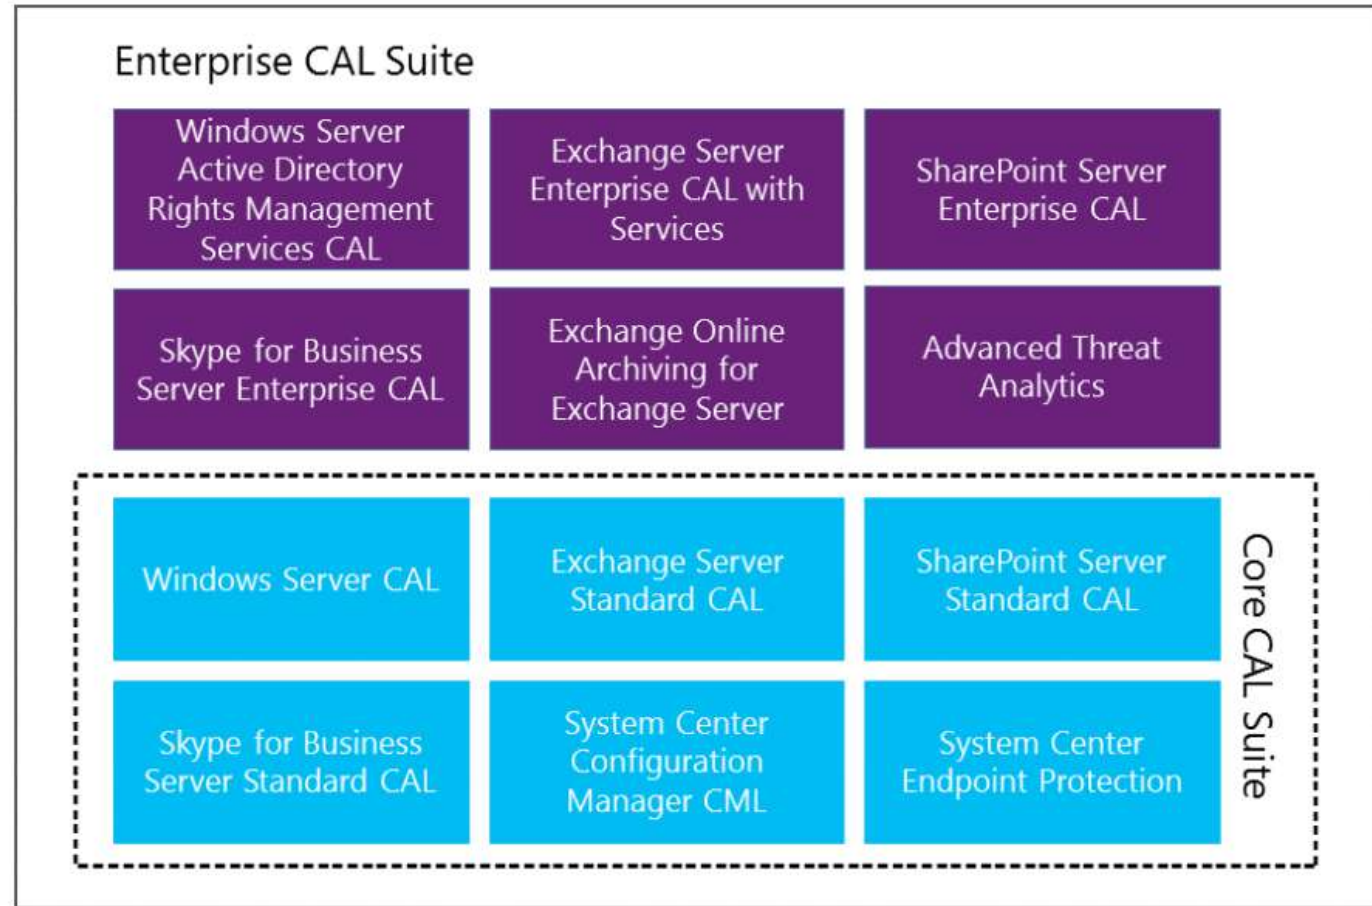 Enterprise CAL Suite
Windows Server
Active Directory
Rights Management
Services CAL
Exchange Server
Enterprise CAL with
Services
SharePoint Server
Enterprise CAL
Skype for Business
Server Enterprise CAL
Exchange Online
Archiving for
Exchange Server
Advanced Threat
Analytics
Windows Server CAL
Exchange Server
Standard CAL
SharePoint Server
Standard CAL
Skype for Business
Server Standard CAL
System Center
Configuration
Manager CML
System Center
Endpoint Protection
Core CAL Suite